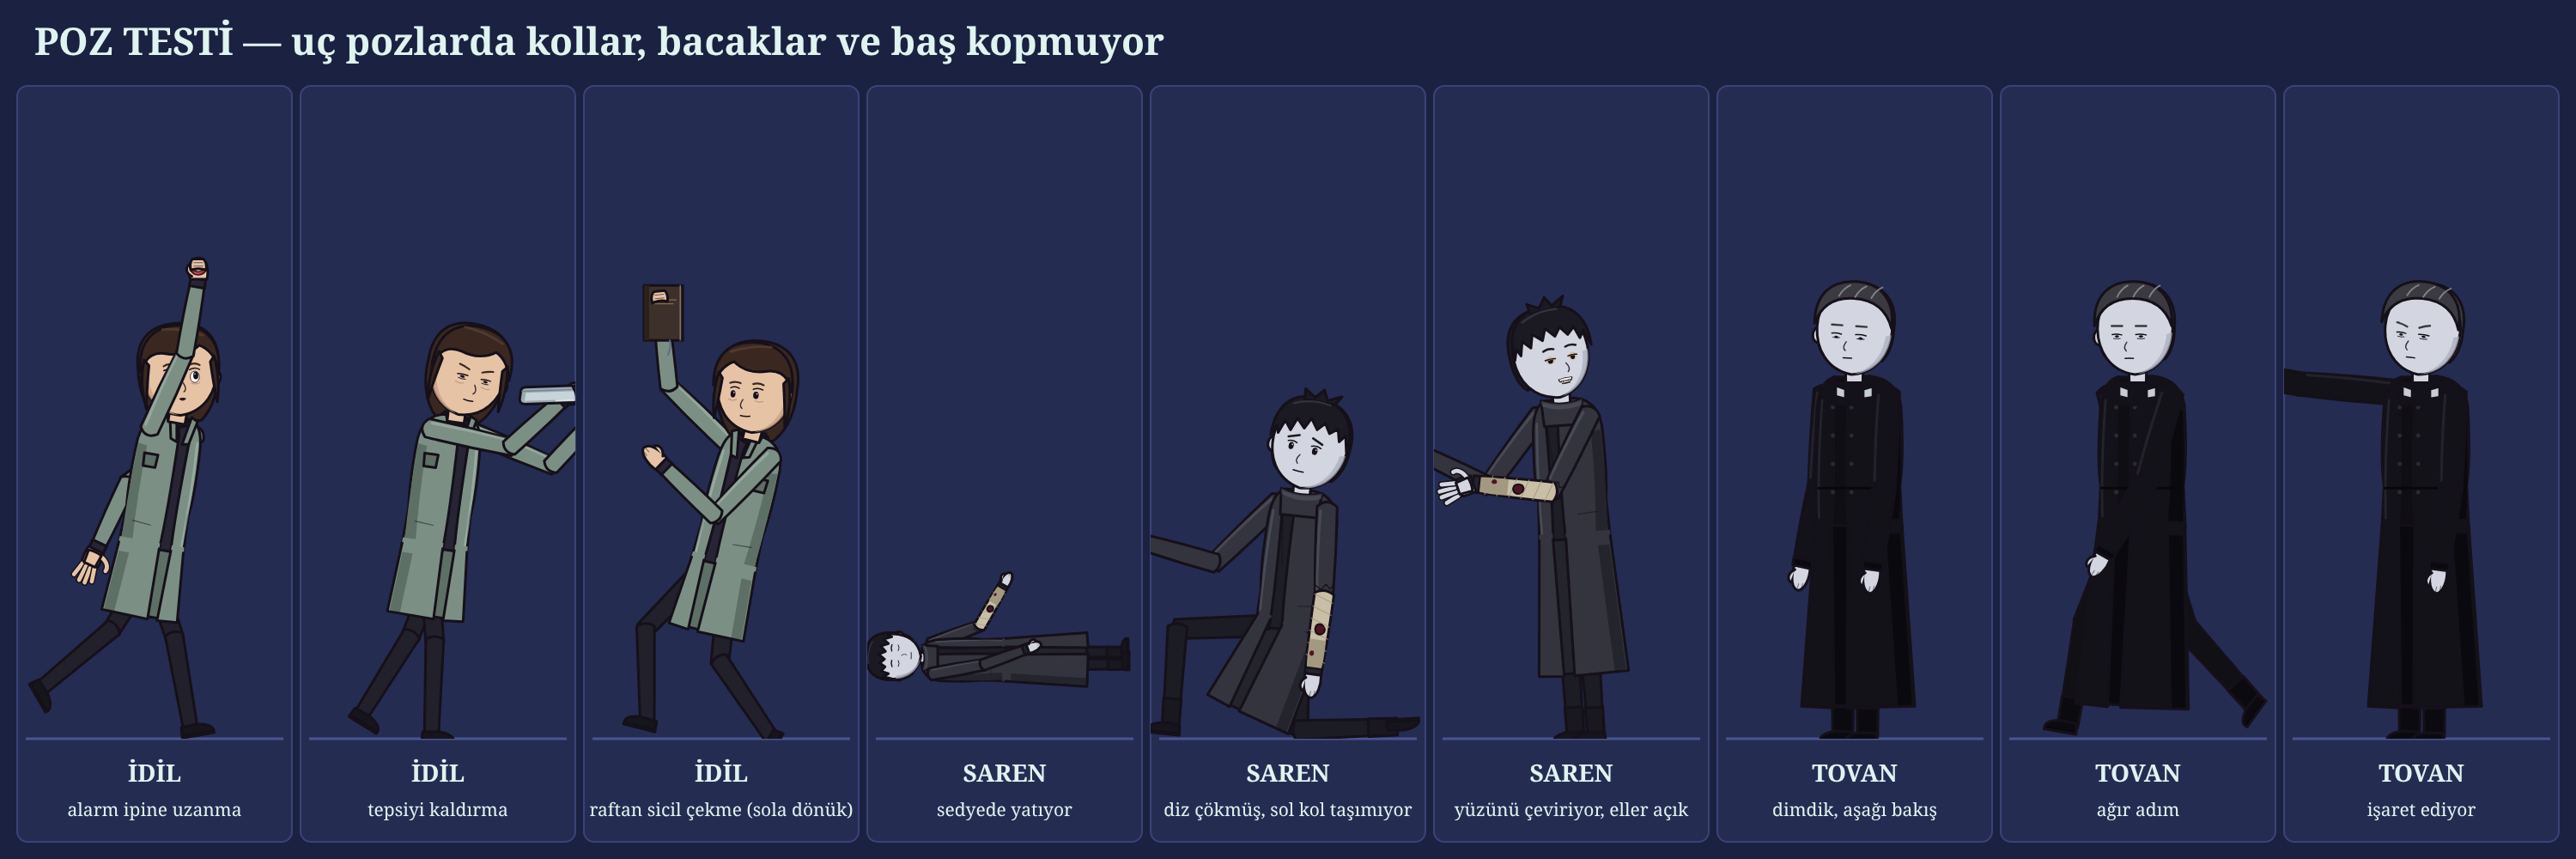 POZ TESTİ — uç pozlarda kollar, bacaklar ve baş kopmuyor
İDİL
alarm ipine uzanma
İDİL
tepsiyi kaldırma
İDİL
raftan sicil çekme (sola dönük)
SAREN
sedyede yatıyor
SAREN
diz çökmüş, sol kol taşımıyor
SAREN
yüzünü çeviriyor, eller açık
TOVAN
dimdik, aşağı bakış
TOVAN
ağır adım
TOVAN
işaret ediyor